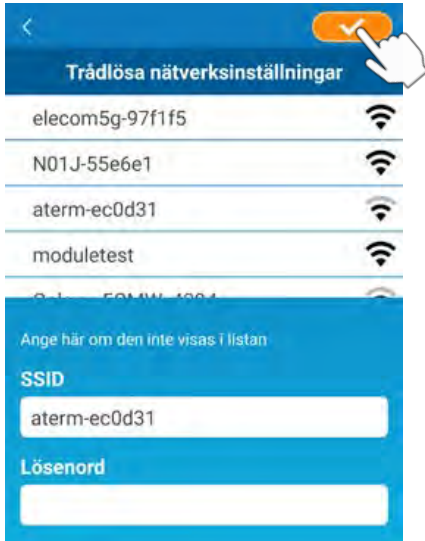 Trådlösa nätverksinställningar
elecom5g-97f1f5
N01J-55e6e1
aterm-ec0d31
moduletest
Ange här om den inte visas i listan
SSID
aterm-ec0d31
Lösenord